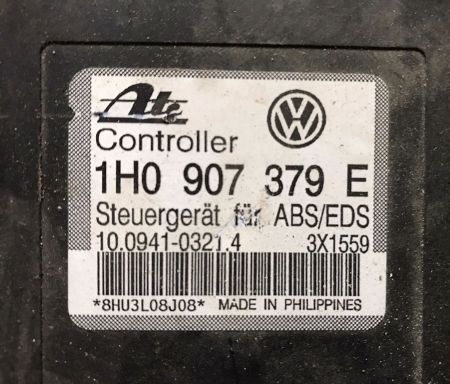 Ate
Controller
1H0 907 379 E
Steuergerät für ABS/EDS
10.0941-0321.4 3X1559
*8HU3L08J08* MADE IN PHILIPPINES